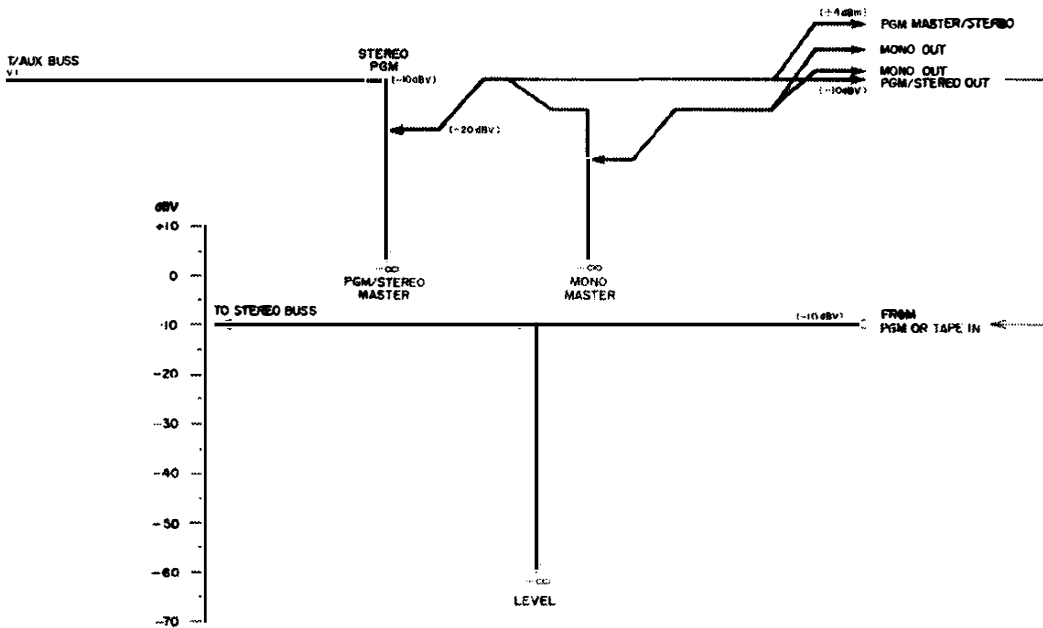 (+4dBm)
PGM MASTER/STEREO
STEREO
PGM
MONO OUT
T/AUX BUSS
MONO OUT
(-10dBV)
PGM/STEREO OUT
(-10dBV)
(-20dBV)
dBV
+10
0
-∞
PGM/STEREO
MASTER
-∞
MONO
MASTER
TO STEREO BUSS
(-10dBV)
FROM
PGM OR TAPE IN
-10
-20
-30
-40
-50
-60
-∞
LEVEL
-70